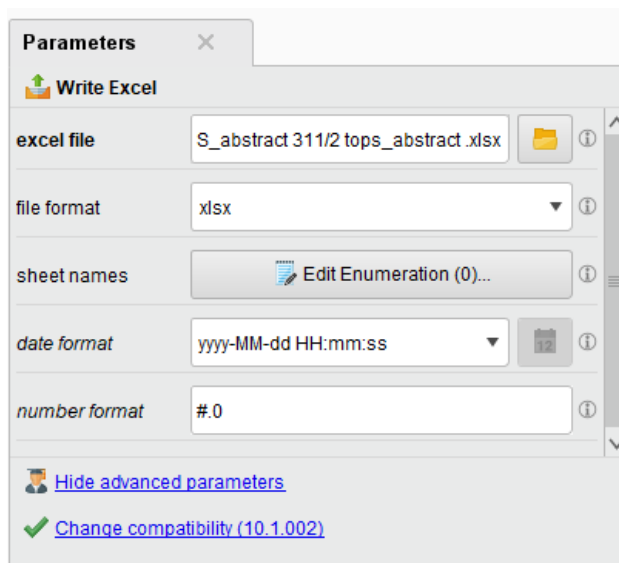 Parameters
Write Excel
excel file S_abstract 311/2 tops_abstract .xlsx
file format xlsx
sheet names Edit Enumeration (0)...
date format yyyy-MM-dd HH:mm:ss 12
number format #.0
Hide advanced parameters
Change compatibility (10.1.002)